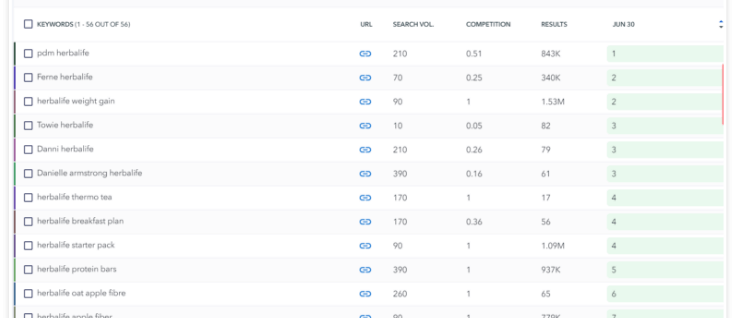 KEYWORDS (1 - 56 OUT OF 56) URL SEARCH VOL. COMPETITION RESULTS JUN 30
pdm herbalife 210 0.51 843K 1
Ferne herbalife 70 0.25 340K 2
herbalife weight gain 90 1 1.53M 2
Towie herbalife 10 0.05 82 3
Danni herbalife 210 0.26 79 3
Danielle armstrong herbalife 390 0.16 61 3
herbalife thermo tea 170 1 17 4
herbalife breakfast plan 170 0.36 56 4
herbalife starter pack 90 1 1.09M 4
herbalife protein bars 390 1 937K 5
herbalife oat apple fibre 260 1 65 6
herbalife apple fiber 90 1 779K 7